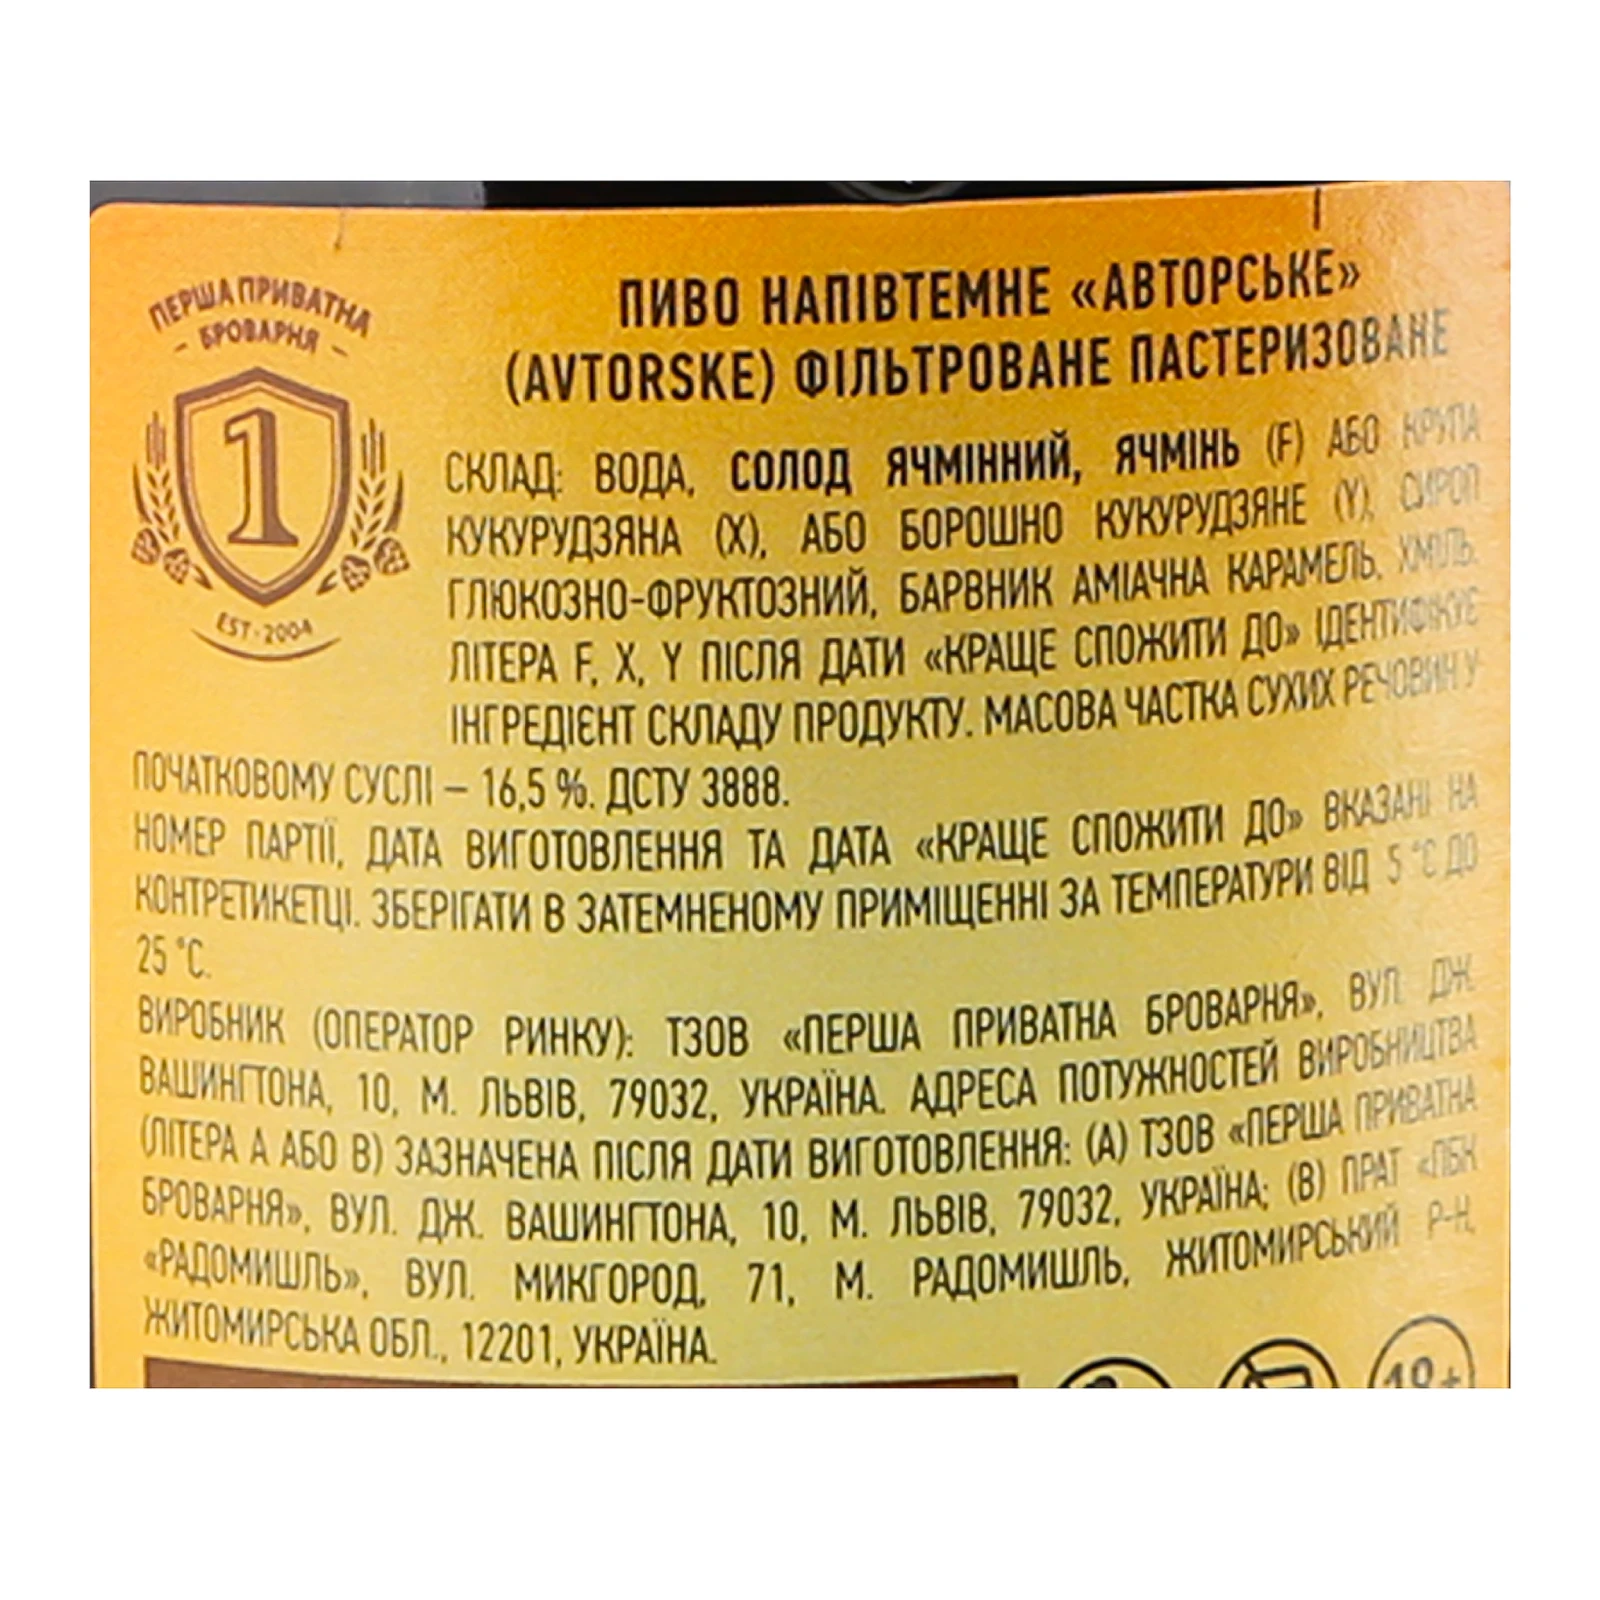 ПЕРША ПРИВАТНА
– БРОВАРНЯ –
1
EST · 2004
ПИВО НАПІВТЕМНЕ «АВТОРСЬКЕ»
(AVTORSKE) ФІЛЬТРОВАНЕ ПАСТЕРИЗОВАНЕ
СКЛАД: ВОДА, СОЛОД ЯЧМІННИЙ, ЯЧМІНЬ (F) АБО КРУПА
КУКУРУДЗЯНА (X), АБО БОРОШНО КУКУРУДЗЯНЕ (Y), СИРОП
ГЛЮКОЗНО-ФРУКТОЗНИЙ, БАРВНИК АМІАЧНА КАРАМЕЛЬ, ХМІЛЬ.
ЛІТЕРА F, X, Y ПІСЛЯ ДАТИ «КРАЩЕ СПОЖИТИ ДО» ІДЕНТИФІКУЄ
ІНГРЕДІЄНТ СКЛАДУ ПРОДУКТУ. МАСОВА ЧАСТКА СУХИХ РЕЧОВИН У
ПОЧАТКОВОМУ СУСЛІ – 16,5 %. ДСТУ 3888.
НОМЕР ПАРТІЇ, ДАТА ВИГОТОВЛЕННЯ ТА ДАТА «КРАЩЕ СПОЖИТИ ДО» ВКАЗАНІ НА
КОНТРЕТИКЕТЦІ. ЗБЕРІГАТИ В ЗАТЕМНЕНОМУ ПРИМІЩЕННІ ЗА ТЕМПЕРАТУРИ ВІД 5 °C ДО
25 °C.
ВИРОБНИК (ОПЕРАТОР РИНКУ): ТЗОВ «ПЕРША ПРИВАТНА БРОВАРНЯ», ВУЛ. ДЖ.
ВАШИНГТОНА, 10, М. ЛЬВІВ, 79032, УКРАЇНА. АДРЕСА ПОТУЖНОСТЕЙ ВИРОБНИЦТВА
(ЛІТЕРА А АБО В) ЗАЗНАЧЕНА ПІСЛЯ ДАТИ ВИГОТОВЛЕННЯ: (А) ТЗОВ «ПЕРША ПРИВАТНА
БРОВАРНЯ», ВУЛ. ДЖ. ВАШИНГТОНА, 10, М. ЛЬВІВ, 79032, УКРАЇНА; (В) ПРАТ «ПБК
«РАДОМИШЛЬ», ВУЛ. МИКГОРОД, 71, М. РАДОМИШЛЬ, ЖИТОМИРСЬКИЙ Р-Н,
ЖИТОМИРСЬКА ОБЛ., 12201, УКРАЇНА.
18+